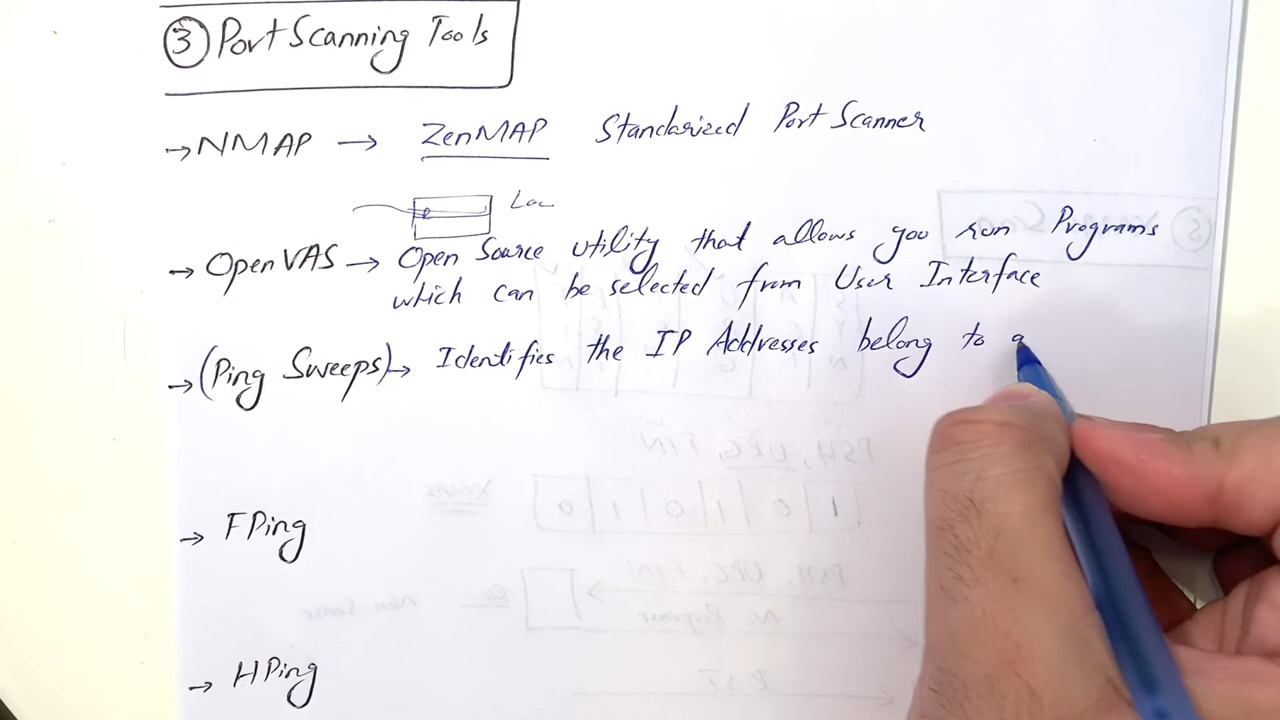 ③ Port Scanning Tools
→ NMAP → ZenMAP Standarized Port Scanner
→ OpenVAS → Open Source utility that allows you run Programs
which can be selected from User Interface
→ (Ping Sweeps) → Identifies the IP Addresses belong to a
→ FPing
→ HPing